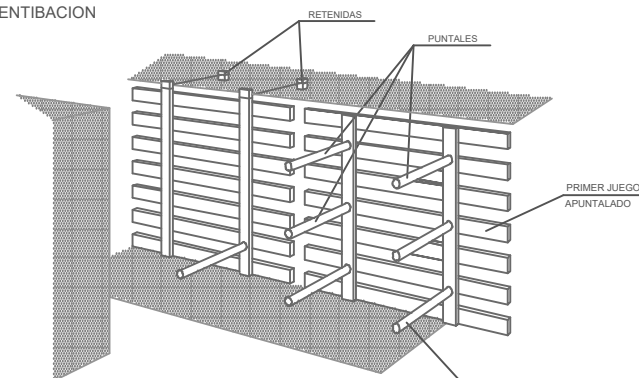 ENTIBACION
RETENIDAS
PUNTALES
PRIMER JUEGO
APUNTALADO